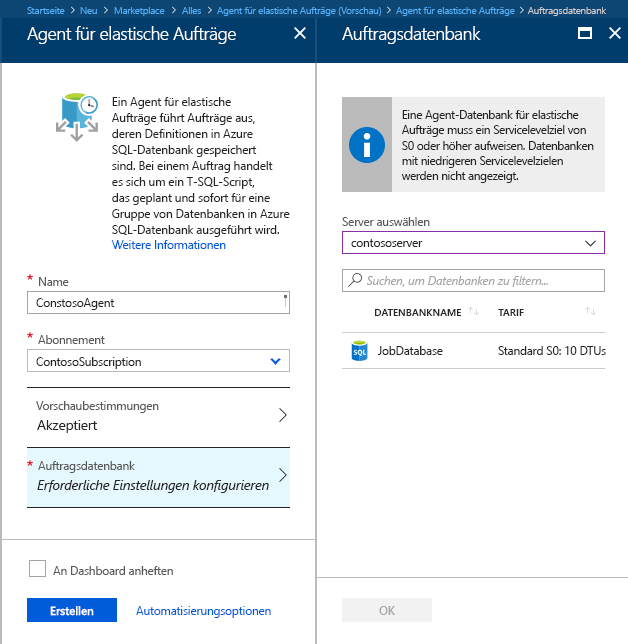 Startseite > Neu > Marketplace > Alles > Agent für elastische Aufträge (Vorschau) > Agent für elastische Aufträge > Auftragsdatenbank
Agent für elastische Aufträge
Ein Agent für elastische
Aufträge führt Aufträge aus,
deren Definitionen in Azure
SQL-Datenbank gespeichert
sind. Bei einem Auftrag handelt
es sich um ein T-SQL-Script,
das geplant und sofort für eine
Gruppe von Datenbanken in Azure
SQL-Datenbank ausgeführt wird.
Weitere Informationen
* Name
ConstosoAgent
* Abonnement
ContosoSubscription
Vorschaubestimmungen
Akzeptiert
* Auftragsdatenbank
Erforderliche Einstellungen konfigurieren
An Dashboard anheften
Erstellen
Automatisierungsoptionen
Auftragsdatenbank
Eine Agent-Datenbank für elastische
Aufträge muss ein Servicelevelziel von
S0 oder höher aufweisen. Datenbanken
mit niedrigeren Servicelevelzielen
werden nicht angezeigt.
Server auswählen
contososerver
Suchen, um Datenbanken zu filtern...
DATENBANKNAME TARIF
SQL JobDatabase Standard S0: 10 DTUs
OK